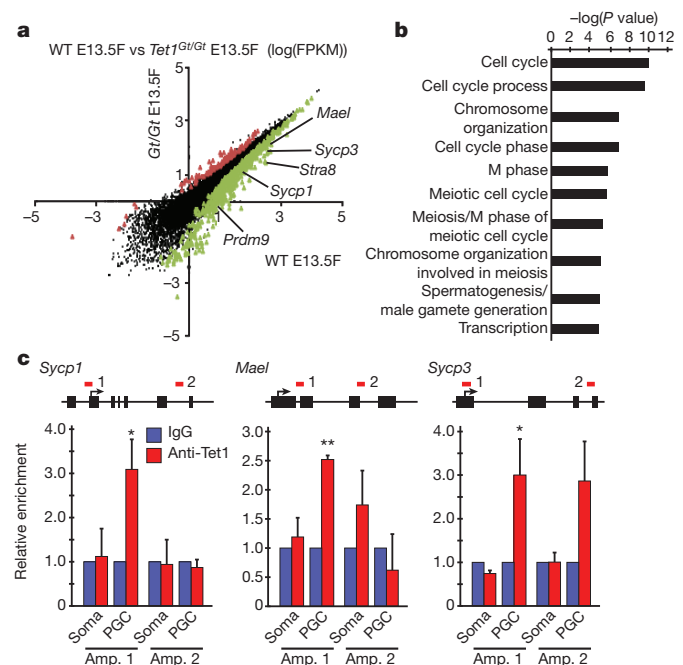 a
WT E13.5F vs Tet1Gt/Gt E13.5F (log(FPKM))
Gt/Gt E13.5F
5
3
1
−5
−3
−1
1
3
5
−3
−5
Mael
Sycp3
Stra8
Sycp1
Prdm9
WT E13.5F
b
−log(P value)
0 2 4 6 8 10 12
Cell cycle
Cell cycle process
Chromosome
organization
Cell cycle phase
M phase
Meiotic cell cycle
Meiosis/M phase of
meiotic cell cycle
Chromosome organization
involved in meiosis
Spermatogenesis/
male gamete generation
Transcription
c
Sycp1
1
2
Relative enrichment
4.0
3.0
2.0
1.0
0
*
IgG
Anti-Tet1
Soma
PGC
Soma
PGC
Amp. 1
Amp. 2
Mael
1
2
3.0
2.5
2.0
1.5
1.0
0.5
0
**
Soma
PGC
Soma
PGC
Amp. 1
Amp. 2
Sycp3
1
2
4.0
3.0
2.0
1.0
0
*
Soma
PGC
Soma
PGC
Amp. 1
Amp. 2